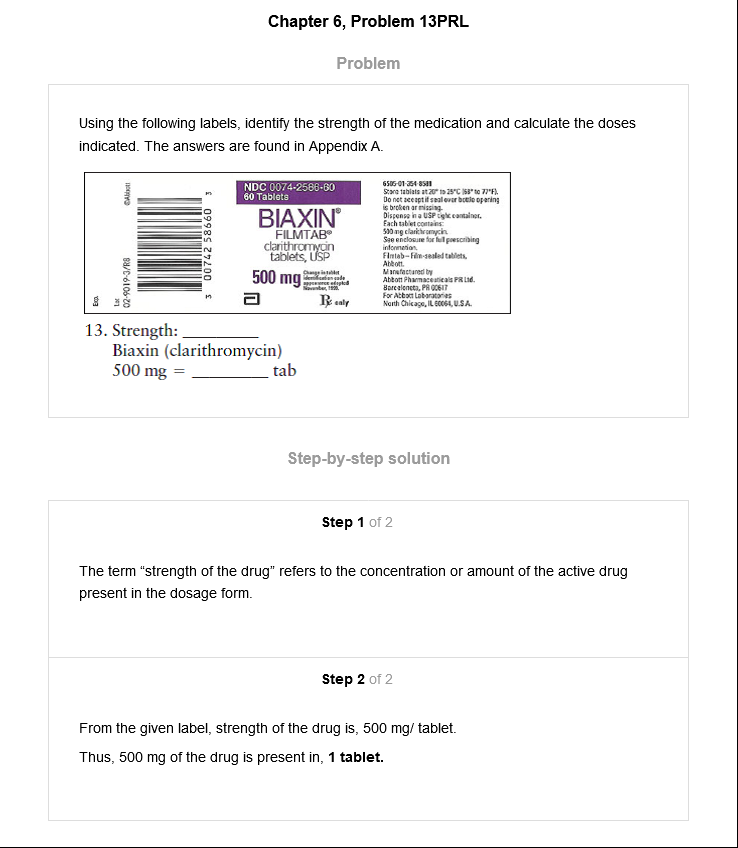 Chapter 6, Problem 13PRL
Problem
Using the following labels, identify the strength of the medication and calculate the doses
indicated. The answers are found in Appendix A.
©Abbott
Exp.
Lot
02-9019-3/R8
3 00742 58660 3
NDC 0074-2586-60
60 Tablets
BIAXIN®
FILMTAB®
clarithromycin
tablets, USP
500 mg
Change in tablet
identification code
appearance adopted
November, 1998.
Rx only
6505-01-354-8581
Store tablets at 20° to 25°C (68° to 77°F).
Do not accept if seal over bottle opening
is broken or missing.
Dispense in a USP tight container.
Each tablet contains:
500 mg clarithromycin.
See enclosure for full prescribing
information.
Filmtab – Film-sealed tablets,
Abbott.
Manufactured by
Abbott Pharmaceuticals PR Ltd.
Barceloneta, PR 00617
For Abbott Laboratories
North Chicago, IL 60064, U.S.A.
13. Strength: ________
Biaxin (clarithromycin)
500 mg = ________ tab
Step-by-step solution
Step 1 of 2
The term “strength of the drug” refers to the concentration or amount of the active drug
present in the dosage form.
Step 2 of 2
From the given label, strength of the drug is, 500 mg/ tablet.
Thus, 500 mg of the drug is present in, 1 tablet.